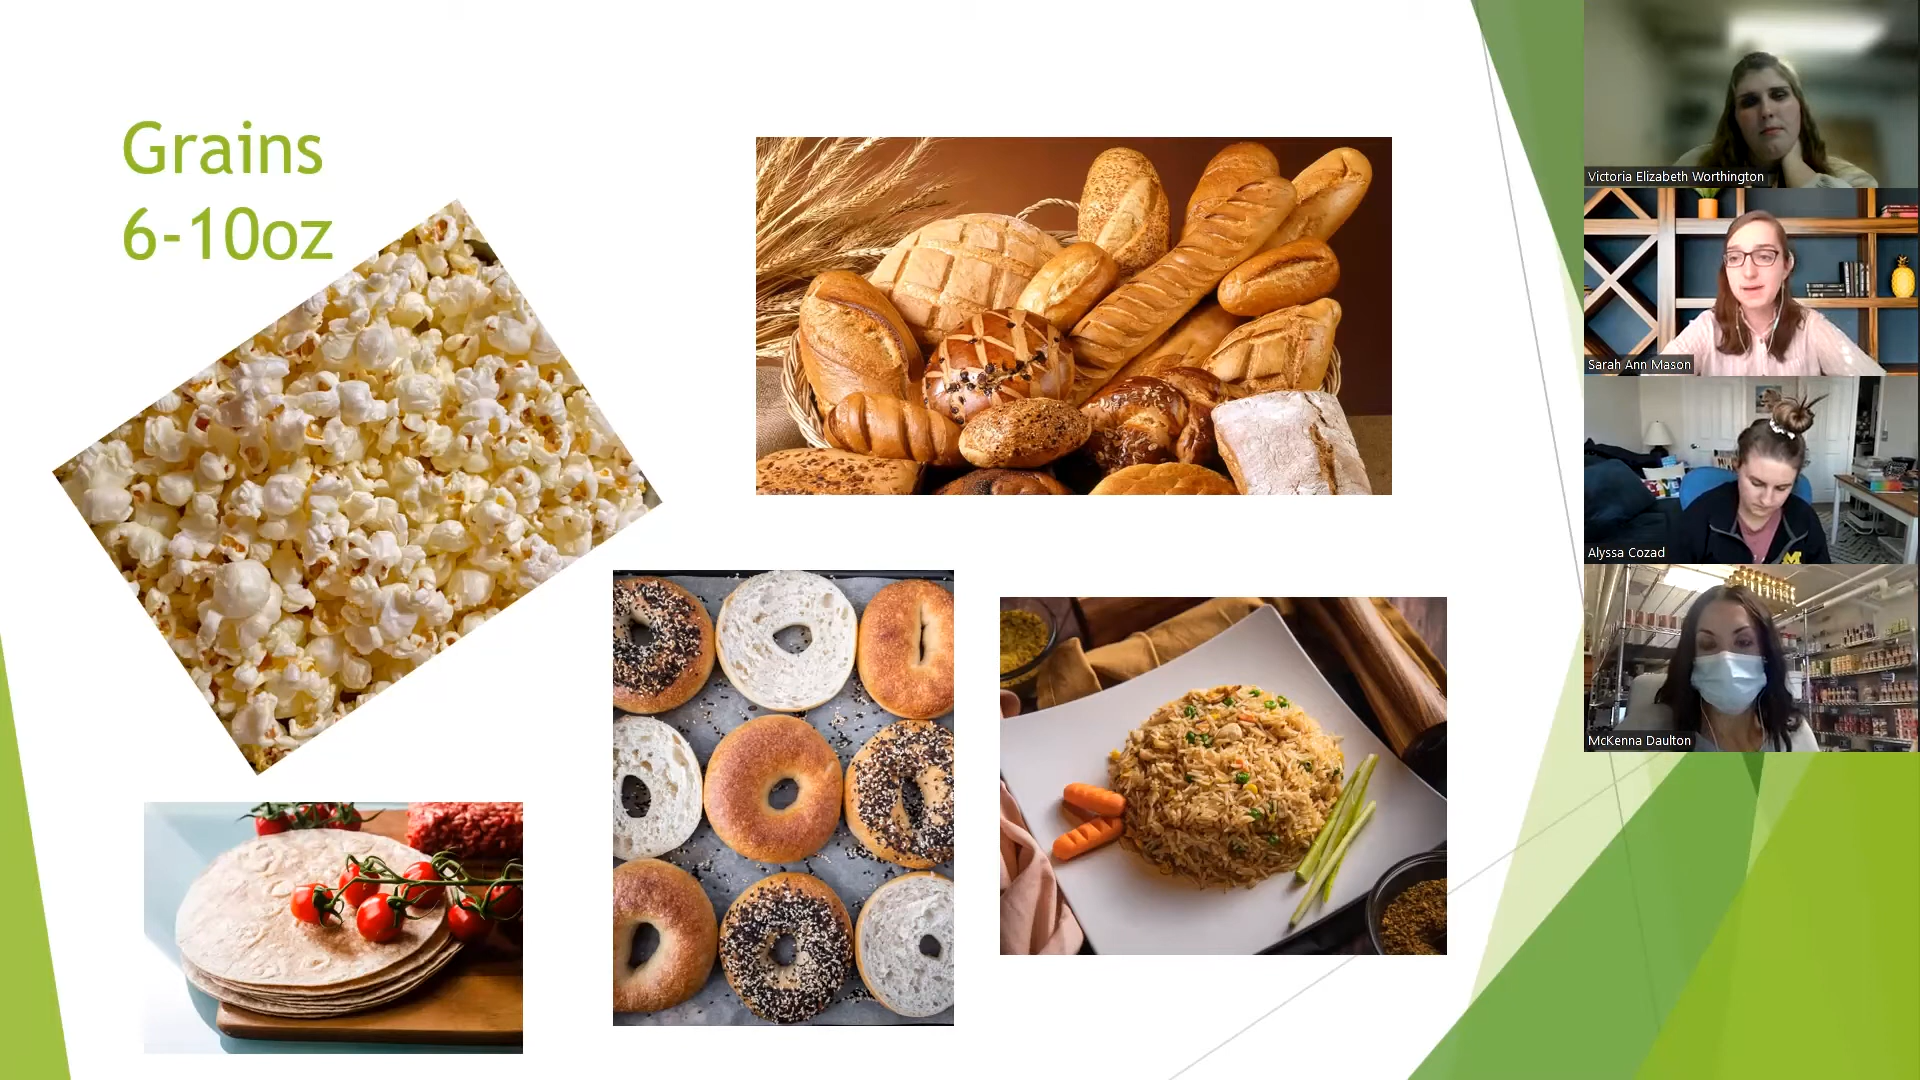 Grains
6-10oz
Victoria Elizabeth Worthington
Sarah Ann Mason
Alyssa Cozad
McKenna Daulton